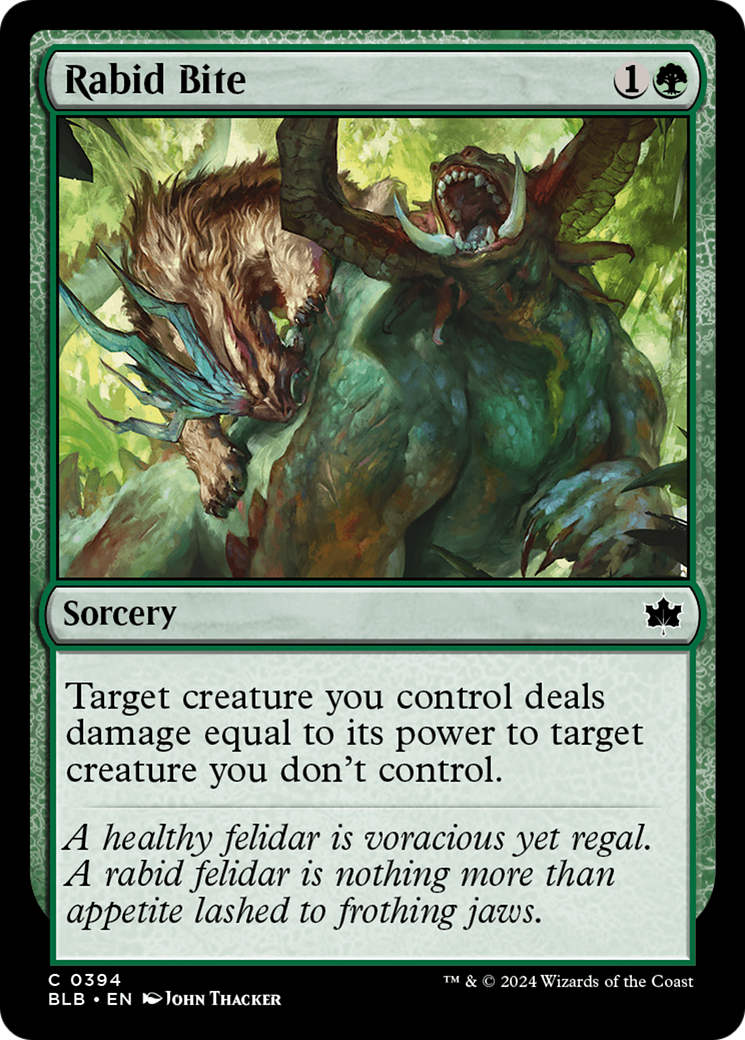 Rabid Bite
1
Sorcery
Target creature you control deals
damage equal to its power to target
creature you don't control.
A healthy felidar is voracious yet regal.
A rabid felidar is nothing more than
appetite lashed to frothing jaws.
C 0394
BLB • EN John Thacker
™ & © 2024 Wizards of the Coast